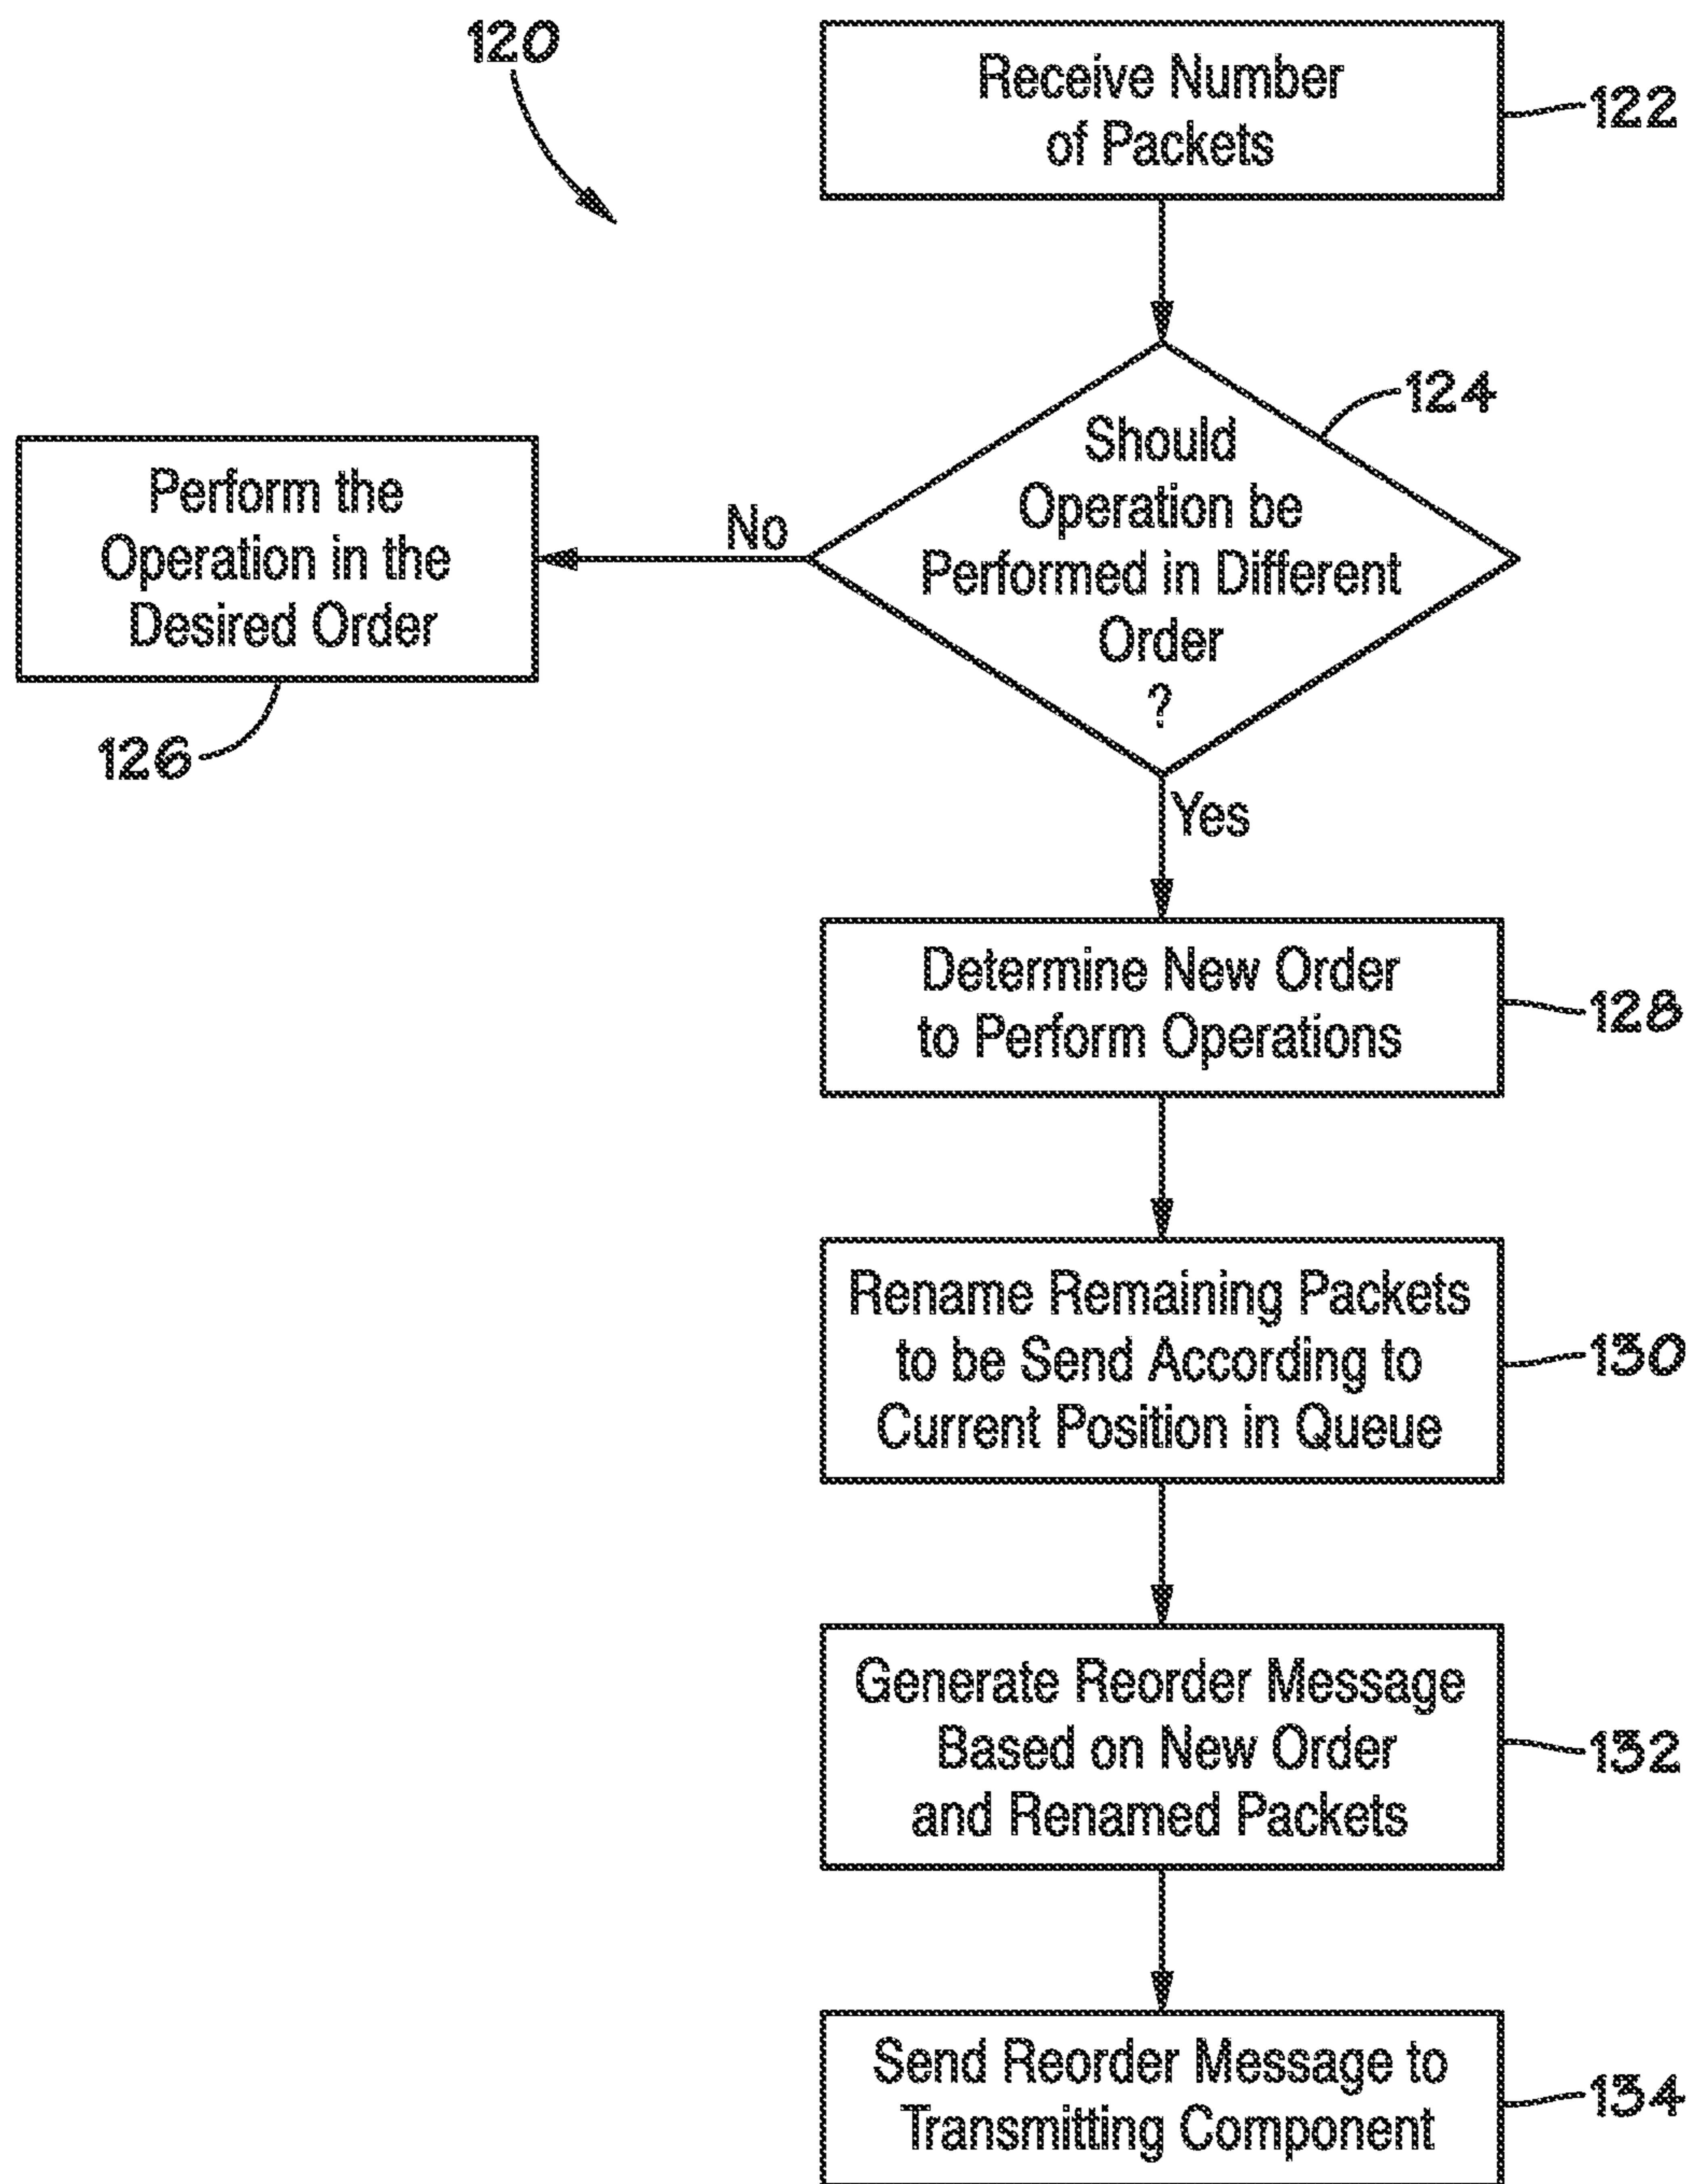 120
Receive Number
of Packets
122
Should
Operation be
Performed in Different
Order
?
124
No
Perform the
Operation in the
Desired Order
126
Yes
Determine New Order
to Perform Operations
128
Rename Remaining Packets
to be Send According to
Current Position in Queue
130
Generate Reorder Message
Based on New Order
and Renamed Packets
132
Send Reorder Message to
Transmitting Component
134